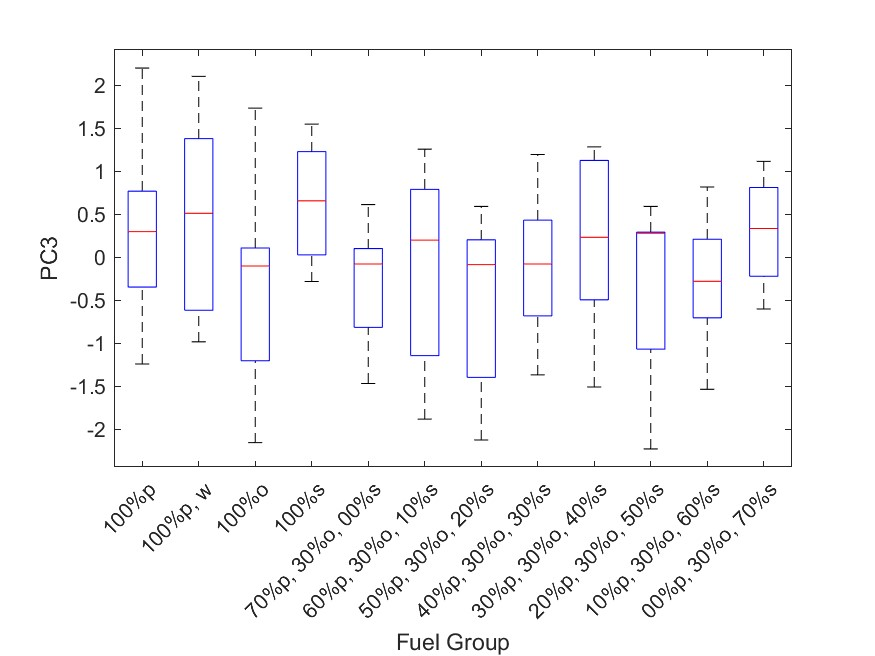 2
1.5
1
0.5
0
-0.5
-1
-1.5
-2
PC3
100%p
100%p, w
100%o
100%s
70%p, 30%o, 00%s
60%p, 30%o, 10%s
50%p, 30%o, 20%s
40%p, 30%o, 30%s
30%p, 30%o, 40%s
20%p, 30%o, 50%s
10%p, 30%o, 60%s
00%p, 30%o, 70%s
Fuel Group